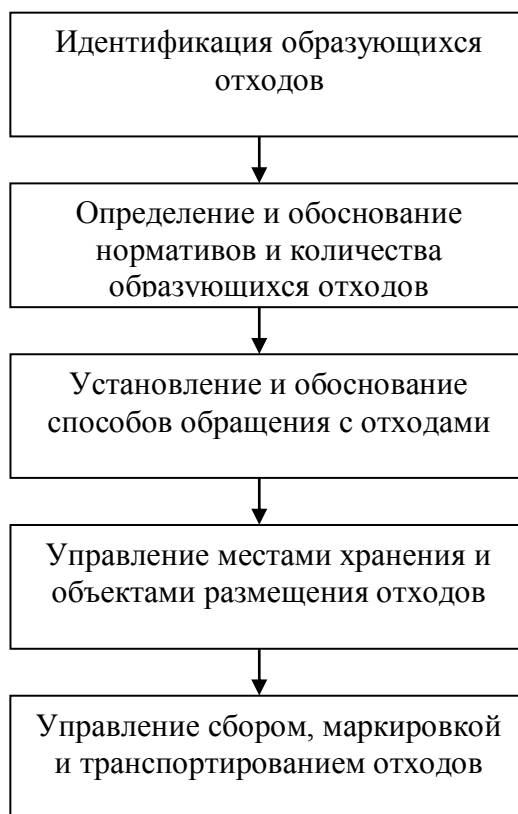 Идентификация образующихся
отходов
Определение и обоснование
нормативов и количества
образующихся отходов
Установление и обоснование
способов обращения с отходами
Управление местами хранения и
объектами размещения отходов
Управление сбором, маркировкой
и транспортированием отходов